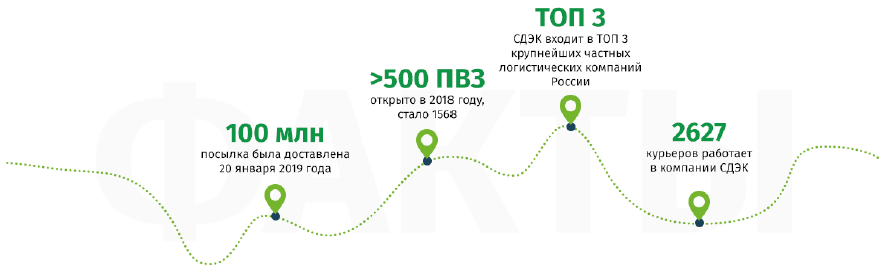 ФАКТЫ
100 млн
посылка была доставлена
20 января 2019 года
>500 ПВЗ
открыто в 2018 году,
стало 1568
ТОП 3
СДЭК входит в ТОП 3
крупнейших частных
логистических компаний
России
2627
курьеров работает
в компании СДЭК